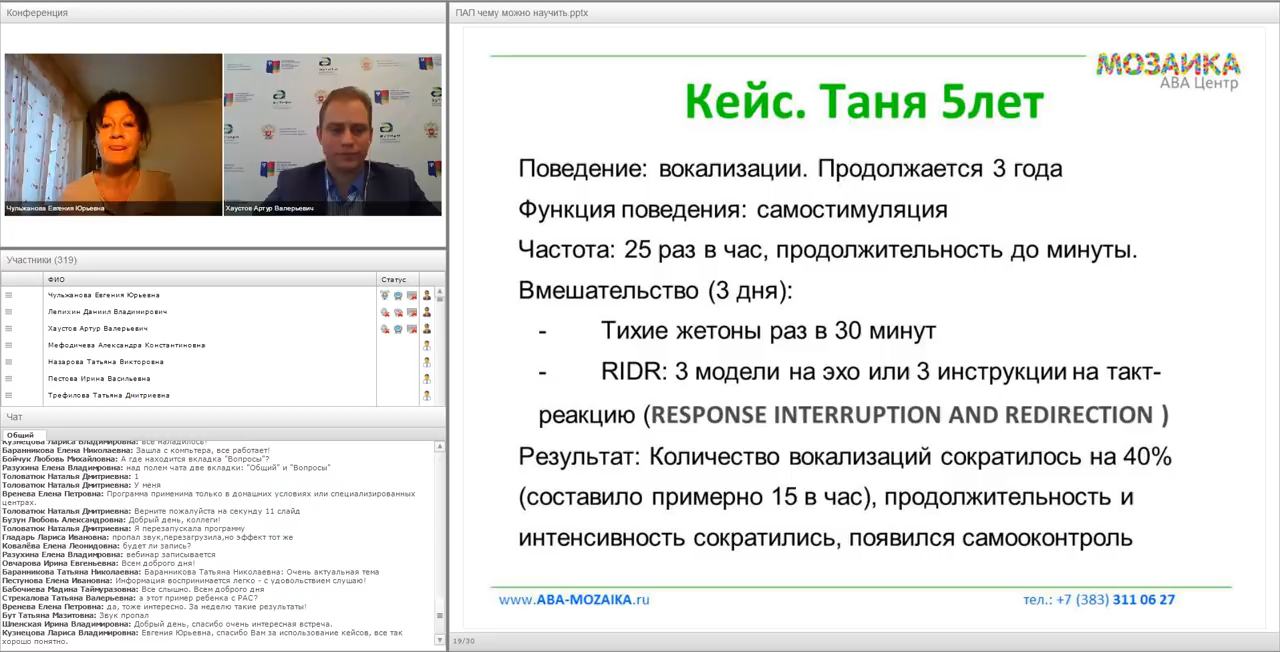 Конференция
Чульжанова Евгения Юрьевна
Хаустов Артур Валерьевич
Участники (319)
ФИО
Статус
Чульжанова Евгения Юрьевна
Лепихин Даниил Владимирович
Хаустов Артур Валерьевич
Мефодичева Александра Константиновна
Назарова Татьяна Викторовна
Пестова Ирина Васильевна
Трефилова Татьяна Дмитриевна
Чат
Общий
Кузнецова Лариса Владимировна: все наладилось!
Баранникова Елена Николаевна: Зашла с компьтера, все работает!
Бойчук Любовь Михайловна: А где находится вкладка "Вопросы"?
Разухина Елена Владмировна: над полем чата две вкладки: "Общий" и "Вопросы"
Толоватюк Наталья Дмитриевна: 1
Толоватюк Наталья Дмитриевна: У меня
Вренева Елена Петровна: Программа применима только в домашних условиях или специализированных
центрах.
Толоватюк Наталья Дмитриевна: Верните пожалуйста на секунду 11 слайд
Бузун Любовь Александровна: Добрый день, коллеги!
Толоватюк Наталья Дмитриевна: Я перезапускала программу
Гладарь Лариса Ивановна: пропал звук,перезагрузила,но эффект тот же
Ковалёва Елена Леонидовна: будет ли запись?
Разухина Елена Владмировна: вебинар записывается
Овчарова Ирина Евгеньевна: Всем доброго дня!
Баранникова Татьяна Николаевна: Баранникова Татьяна Николаевна: Очень актуальная тема
Пестунова Елена Ивановна: Информация воспринимается легко - с удовольствием слушаю!
Бабочиева Мадина Таймуразовна: Все слышно. Всем доброго дня
Стрекалова Татьяна Валерьевна: а этот пример ребенка с РАС?
Вренева Елена Петровна: да, тоже интересно. За неделю такие результаты!
Бут Татьяна Мазитовна: Звук пропал
Шленская Ирина Владимировна: Добрый день, спасибо очень интересная встреча.
Кузнецова Лариса Владимировна: Евгения Юрьевна, спасибо Вам за использование кейсов, все так
хорошо понятно.
ПАП чему можно научить.pptx
МОЗАИКА
АВА Центр
Кейс. Таня 5лет
Поведение: вокализации. Продолжается 3 года
Функция поведения: самостимуляция
Частота: 25 раз в час, продолжительность до минуты.
Вмешательство (3 дня):
- Тихие жетоны раз в 30 минут
- RIDR: 3 модели на эхо или 3 инструкции на такт-
реакцию (RESPONSE INTERRUPTION AND REDIRECTION )
Результат: Количество вокализаций сократилось на 40%
(составило примерно 15 в час), продолжительность и
интенсивность сократились, появился самооконтроль
www.ABA-MOZAIKA.ru
тел.: +7 (383) 311 06 27
19/30